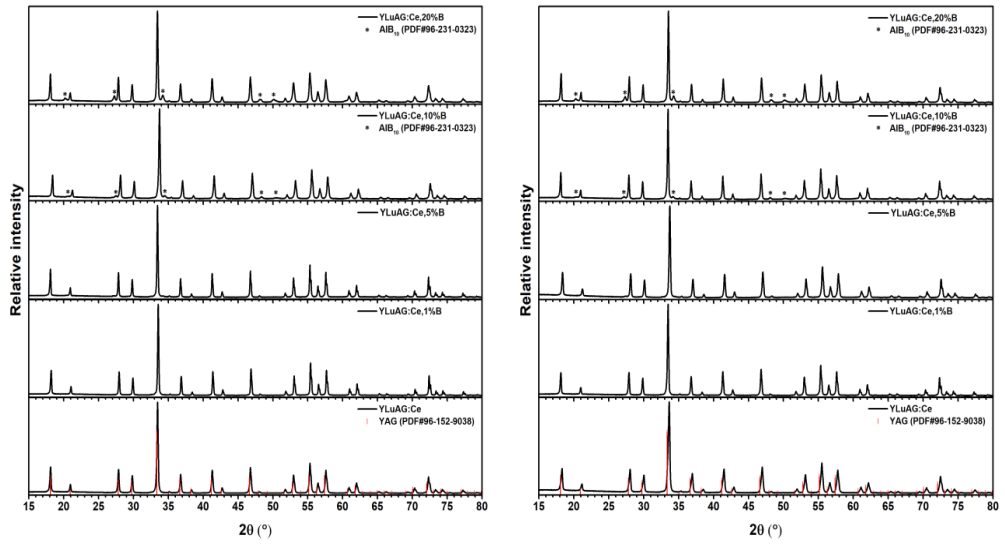 YLuAG:Ce,20%B
* AlB10 (PDF#96-231-0323)
* * * * *
YLuAG:Ce,10%B
* AlB10 (PDF#96-231-0323)
* * * * *
YLuAG:Ce,5%B
YLuAG:Ce,1%B
YLuAG:Ce
YAG (PDF#96-152-9038)
Relative intensity
15 20 25 30 35 40 45 50 55 60 65 70 75 80
2θ (°)
YLuAG:Ce,20%B
* AlB10 (PDF#96-231-0323)
* * * * *
YLuAG:Ce,10%B
* AlB10 (PDF#96-231-0323)
* * * * *
YLuAG:Ce,5%B
YLuAG:Ce,1%B
YLuAG:Ce
YAG (PDF#96-152-9038)
Relative intensity
15 20 25 30 35 40 45 50 55 60 65 70 75 80
2θ (°)